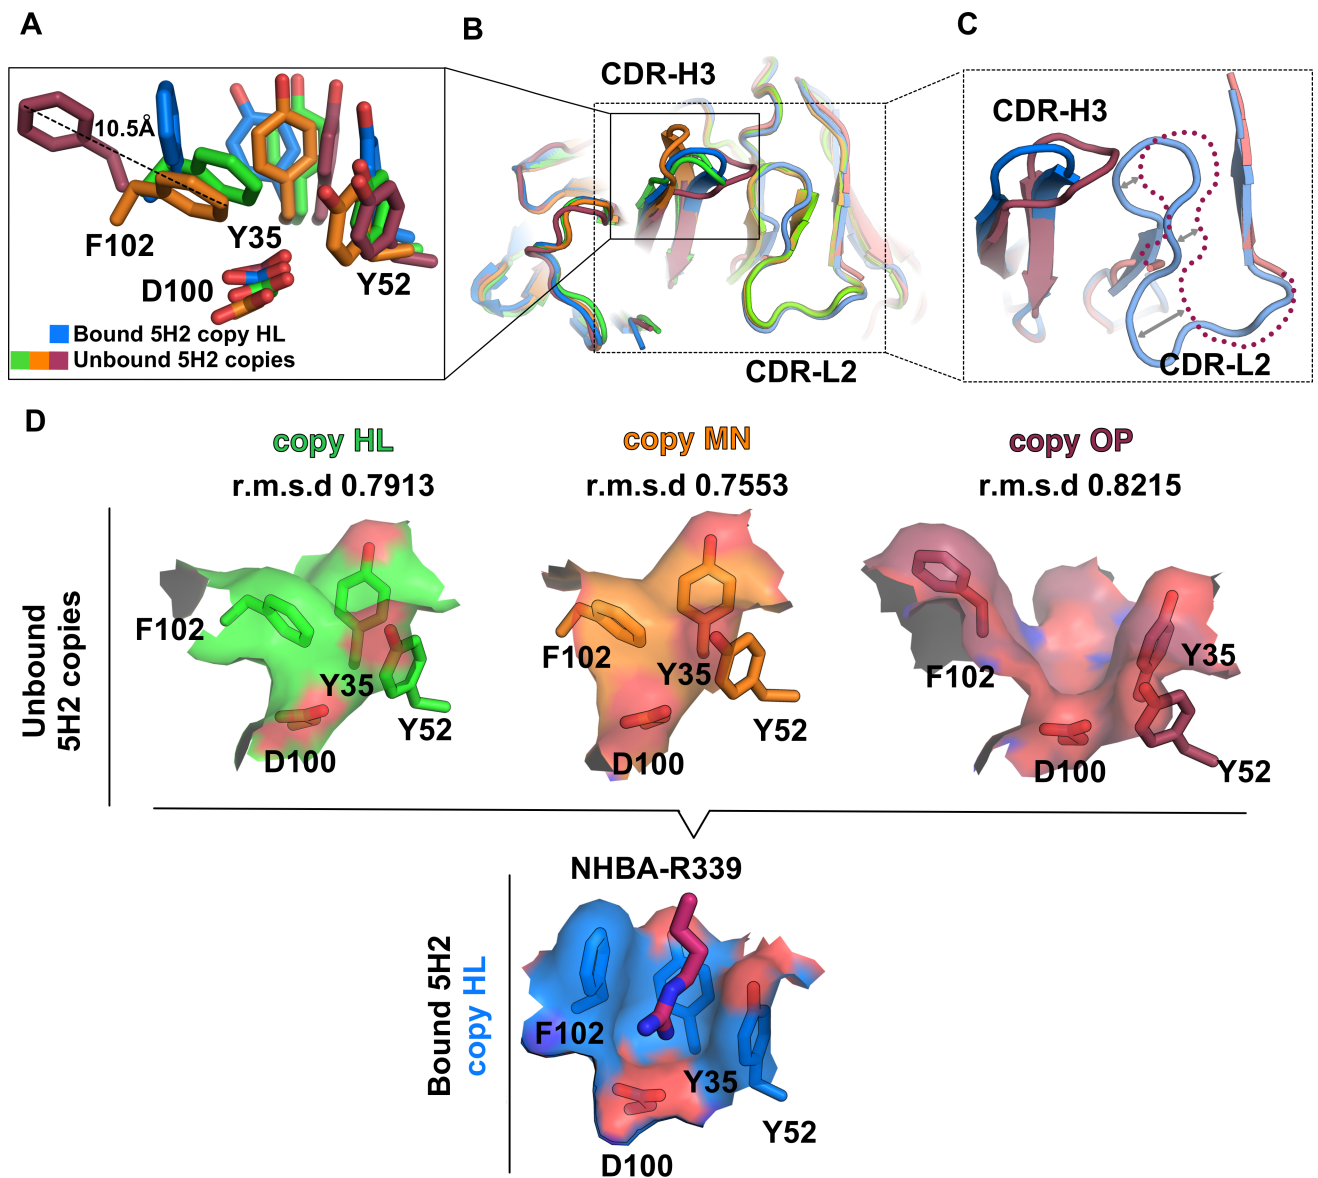 A
B
C
10.5Å
F102
Y35
D100
Y52
Bound 5H2 copy HL
Unbound 5H2 copies
CDR-H3
CDR-L2
CDR-H3
CDR-L2
D
copy HL
r.m.s.d 0.7913
copy MN
r.m.s.d 0.7553
copy OP
r.m.s.d 0.8215
Unbound
5H2 copies
F102
Y35
Y52
D100
F102
Y35
Y52
D100
F102
Y35
Y52
D100
NHBA-R339
Bound 5H2
copy HL
F102
Y35
Y52
D100